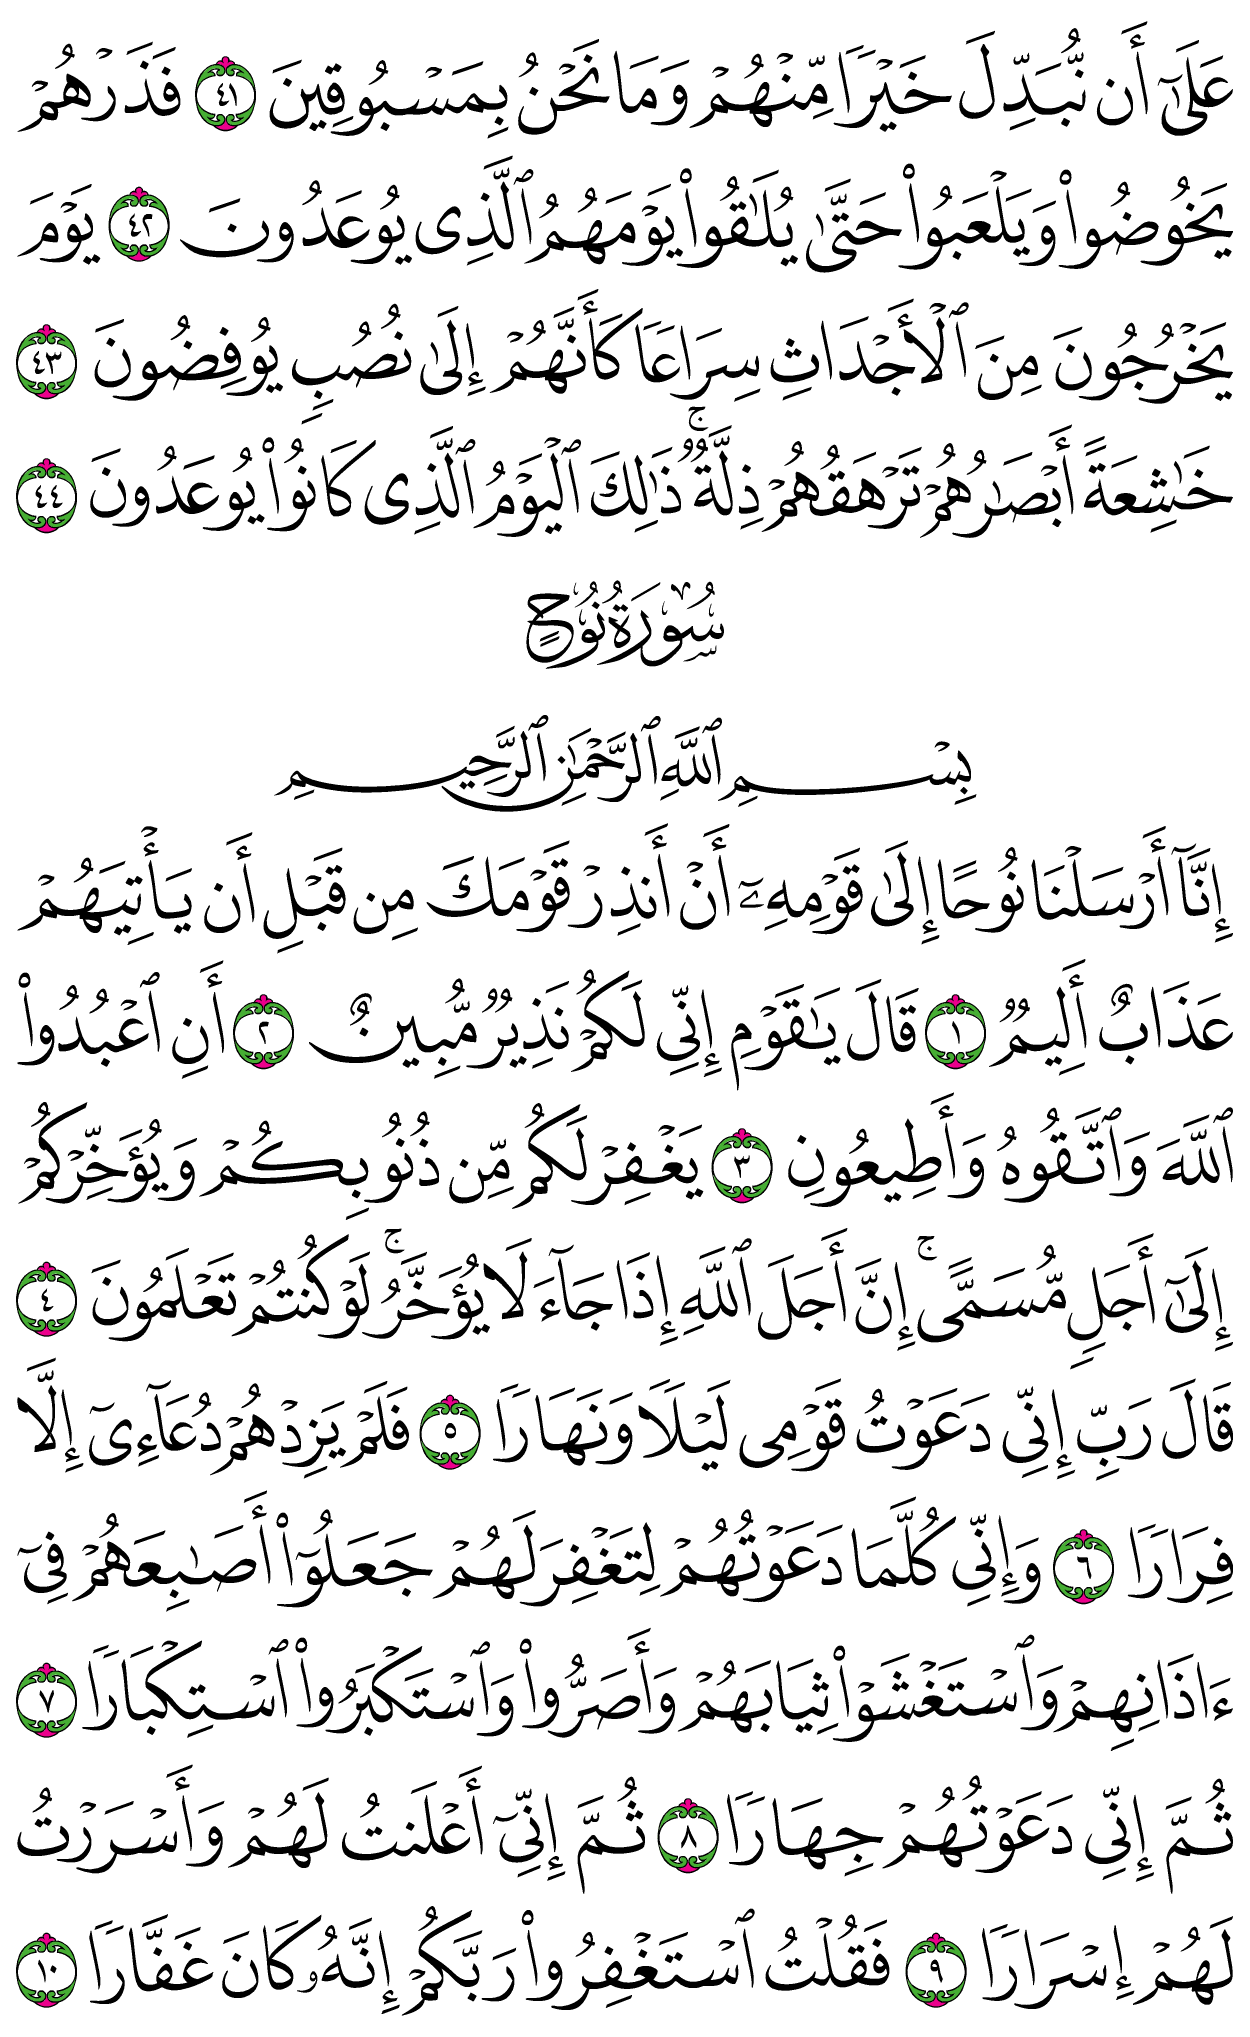 عَلَىٰٓ أَن نُّبَدِّلَ خَيْرًا مِّنْهُمْ وَمَا نَحْنُ بِمَسْبُوقِينَ ٤١ فَذَرْهُمْ
يَخُوضُوا۟ وَيَلْعَبُوا۟ حَتَّىٰ يُلَـٰقُوا۟ يَوْمَهُمُ ٱلَّذِى يُوعَدُونَ ٤٢ يَوْمَ
يَخْرُجُونَ مِنَ ٱلْأَجْدَاثِ سِرَاعًا كَأَنَّهُمْ إِلَىٰ نُصُبٍ يُوفِضُونَ ٤٣
خَـٰشِعَةً أَبْصَـٰرُهُمْ تَرْهَقُهُمْ ذِلَّةٌ ۚ ذَٰلِكَ ٱلْيَوْمُ ٱلَّذِى كَانُوا۟ يُوعَدُونَ ٤٤
سُورَةُ نُوحٍ
بِسْمِ ٱللَّهِ ٱلرَّحْمَـٰنِ ٱلرَّحِيمِ
إِنَّآ أَرْسَلْنَا نُوحًا إِلَىٰ قَوْمِهِۦٓ أَنْ أَنذِرْ قَوْمَكَ مِن قَبْلِ أَن يَأْتِيَهُمْ
عَذَابٌ أَلِيمٌ ١ قَالَ يَـٰقَوْمِ إِنِّى لَكُمْ نَذِيرٌ مُّبِينٌ ٢ أَنِ ٱعْبُدُوا۟
ٱللَّهَ وَٱتَّقُوهُ وَأَطِيعُونِ ٣ يَغْفِرْ لَكُم مِّن ذُنُوبِكُمْ وَيُؤَخِّرْكُمْ
إِلَىٰٓ أَجَلٍ مُّسَمًّى ۚ إِنَّ أَجَلَ ٱللَّهِ إِذَا جَآءَ لَا يُؤَخَّرُ ۚ لَوْ كُنتُمْ تَعْلَمُونَ ٤
قَالَ رَبِّ إِنِّى دَعَوْتُ قَوْمِى لَيْلًا وَنَهَارًا ٥ فَلَمْ يَزِدْهُمْ دُعَآءِىٓ إِلَّا
فِرَارًا ٦ وَإِنِّى كُلَّمَا دَعَوْتُهُمْ لِتَغْفِرَ لَهُمْ جَعَلُوٓا۟ أَصَـٰبِعَهُمْ فِىٓ
ءَاذَانِهِمْ وَٱسْتَغْشَوْا۟ ثِيَابَهُمْ وَأَصَرُّوا۟ وَٱسْتَكْبَرُوا۟ ٱسْتِكْبَارًا ٧
ثُمَّ إِنِّى دَعَوْتُهُمْ جِهَارًا ٨ ثُمَّ إِنِّىٓ أَعْلَنتُ لَهُمْ وَأَسْرَرْتُ
لَهُمْ إِسْرَارًا ٩ فَقُلْتُ ٱسْتَغْفِرُوا۟ رَبَّكُمْ إِنَّهُۥ كَانَ غَفَّارًا ١٠